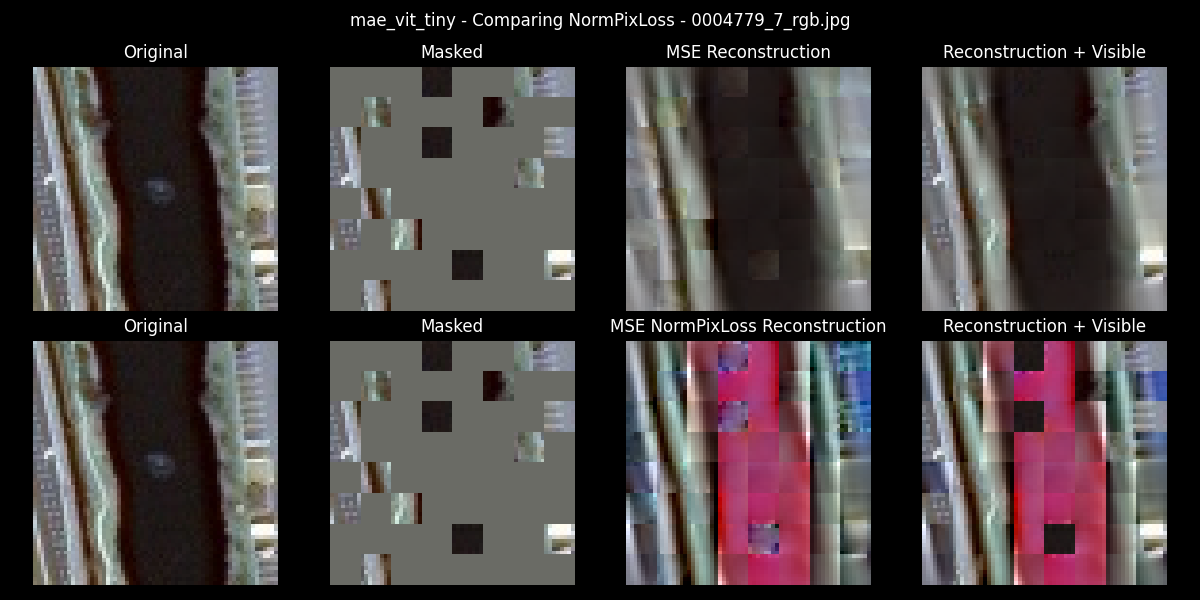 mae_vit_tiny - Comparing NormPixLoss - 0004779_7_rgb.jpg
Original
Masked
MSE Reconstruction
Reconstruction + Visible
Original
Masked
MSE NormPixLoss Reconstruction
Reconstruction + Visible